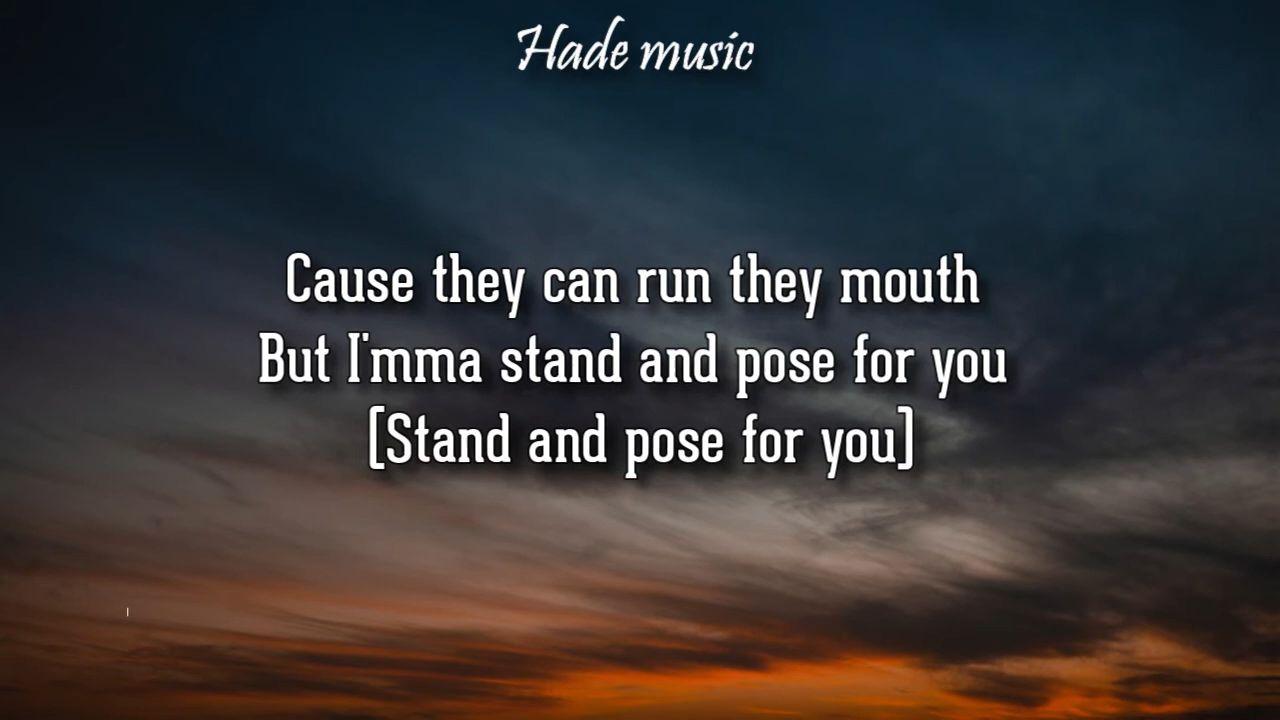 Hade music
Cause they can run they mouth
But I'mma stand and pose for you
[Stand and pose for you]